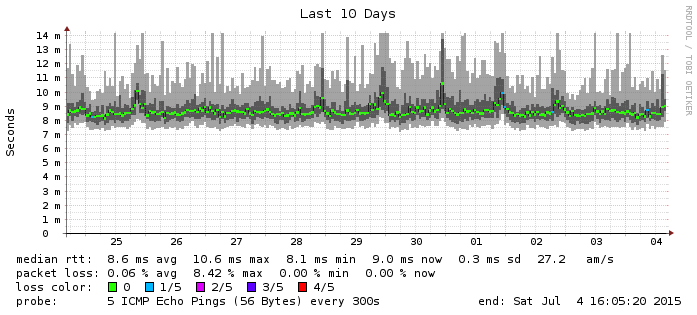 Last 10 Days
RRDTOOL / TOBI OETIKER
Seconds
14 m
13 m
12 m
11 m
10 m
9 m
8 m
7 m
6 m
5 m
4 m
3 m
2 m
1 m
0
25 26 27 28 29 30 01 02 03 04
median rtt: 8.6 ms avg 10.6 ms max 8.1 ms min 9.0 ms now 0.3 ms sd 27.2 am/s
packet loss: 0.06 % avg 8.42 % max 0.00 % min 0.00 % now
loss color: 0 1/5 2/5 3/5 4/5
probe: 5 ICMP Echo Pings (56 Bytes) every 300s end: Sat Jul 4 16:05:20 2015